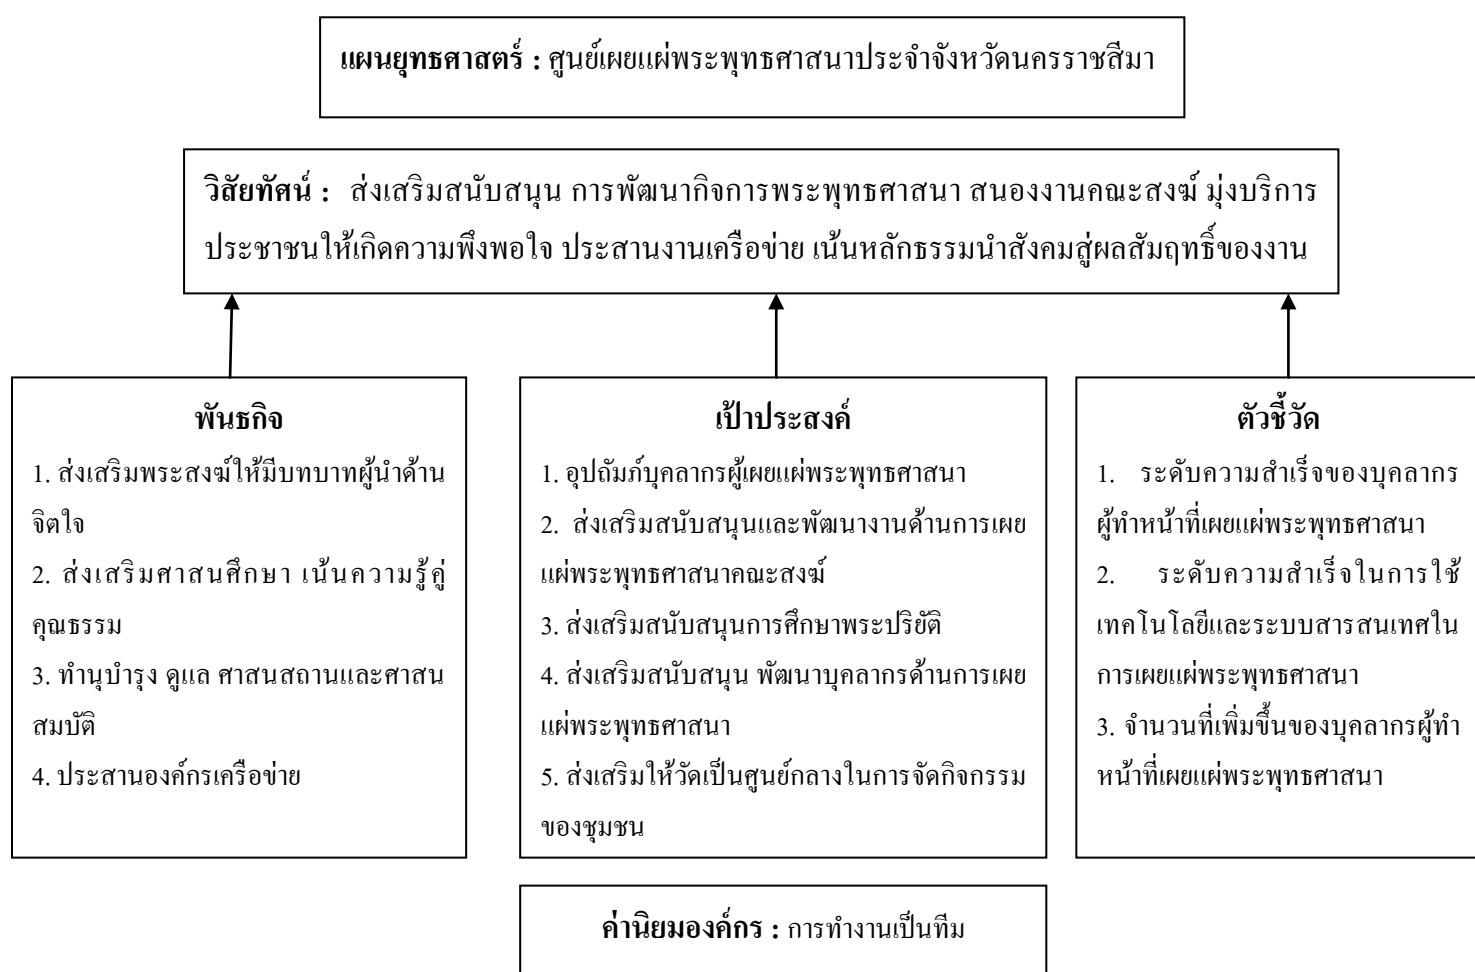 แผนยุทธศาสตร์ : ศูนย์เผยแผ่พระพุทธศาสนาประจำจังหวัดนครราชสีมา
วิสัยทัศน์ : ส่งเสริมสนับสนุน การพัฒนากิจการพระพุทธศาสนา สนองงานคณะสงฆ์ มุ่งบริการ
ประชาชนให้เกิดความพึงพอใจ ประสานงานเครือข่าย เน้นหลักธรรมนำสังคมสู่ผลสัมฤทธิ์ของงาน
พันธกิจ
1. ส่งเสริมพระสงฆ์ให้มีบทบาทผู้นำด้าน
จิตใจ
2. ส่งเสริมศาสนศึกษา เน้นความรู้คู่
คุณธรรม
3. ทำนุบำรุง ดูแล ศาสนสถานและศาสน
สมบัติ
4. ประสานองค์กรเครือข่าย
เป้าประสงค์
1. อุปถัมภ์บุคลากรผู้เผยแผ่พระพุทธศาสนา
2. ส่งเสริมสนับสนุนและพัฒนางานด้านการเผย
แผ่พระพุทธศาสนาคณะสงฆ์
3. ส่งเสริมสนับสนุนการศึกษาพระปริยัติ
4. ส่งเสริมสนับสนุน พัฒนาบุคลากรด้านการเผย
แผ่พระพุทธศาสนา
5. ส่งเสริมให้วัดเป็นศูนย์กลางในการจัดกิจกรรม
ของชุมชน
ตัวชี้วัด
1. ระดับความสำเร็จของบุคลากร
ผู้ทำหน้าที่เผยแผ่พระพุทธศาสนา
2. ระดับความสำเร็จในการใช้
เทคโนโลยีและระบบสารสนเทศใน
การเผยแผ่พระพุทธศาสนา
3. จำนวนที่เพิ่มขึ้นของบุคลากรผู้ทำ
หน้าที่เผยแผ่พระพุทธศาสนา
ค่านิยมองค์กร : การทำงานเป็นทีม